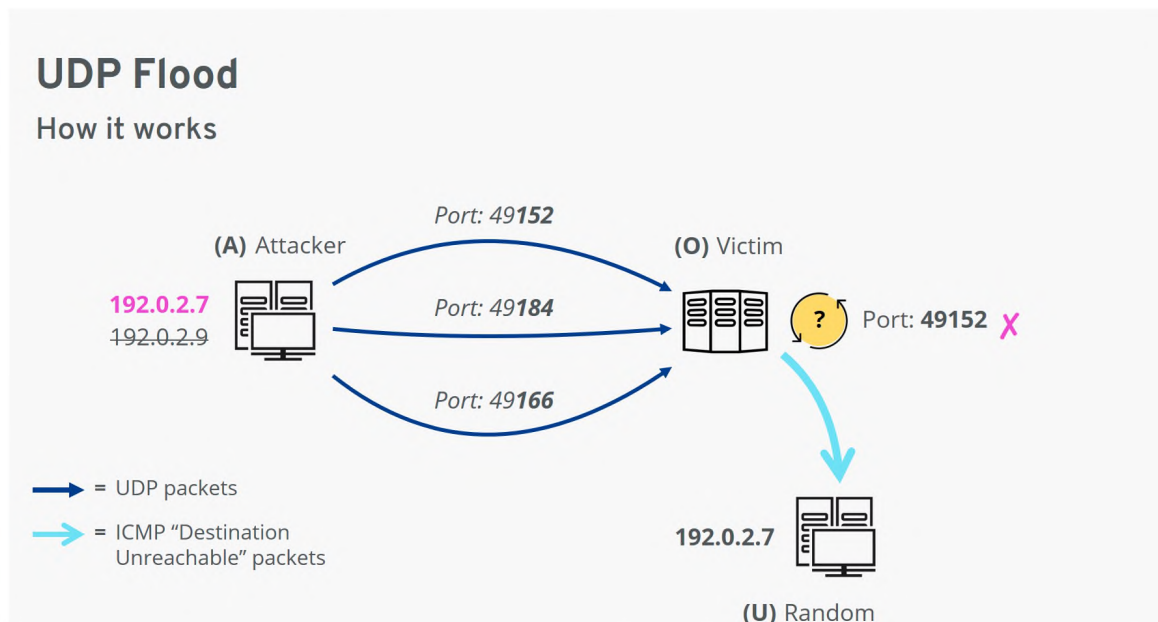 UDP Flood
How it works
Port: 49152
(A) Attacker
(O) Victim
192.0.2.7
192.0.2.9
Port: 49184
?
Port: 49152 ✗
Port: 49166
= UDP packets
= ICMP “Destination
Unreachable” packets
192.0.2.7
(U) Random